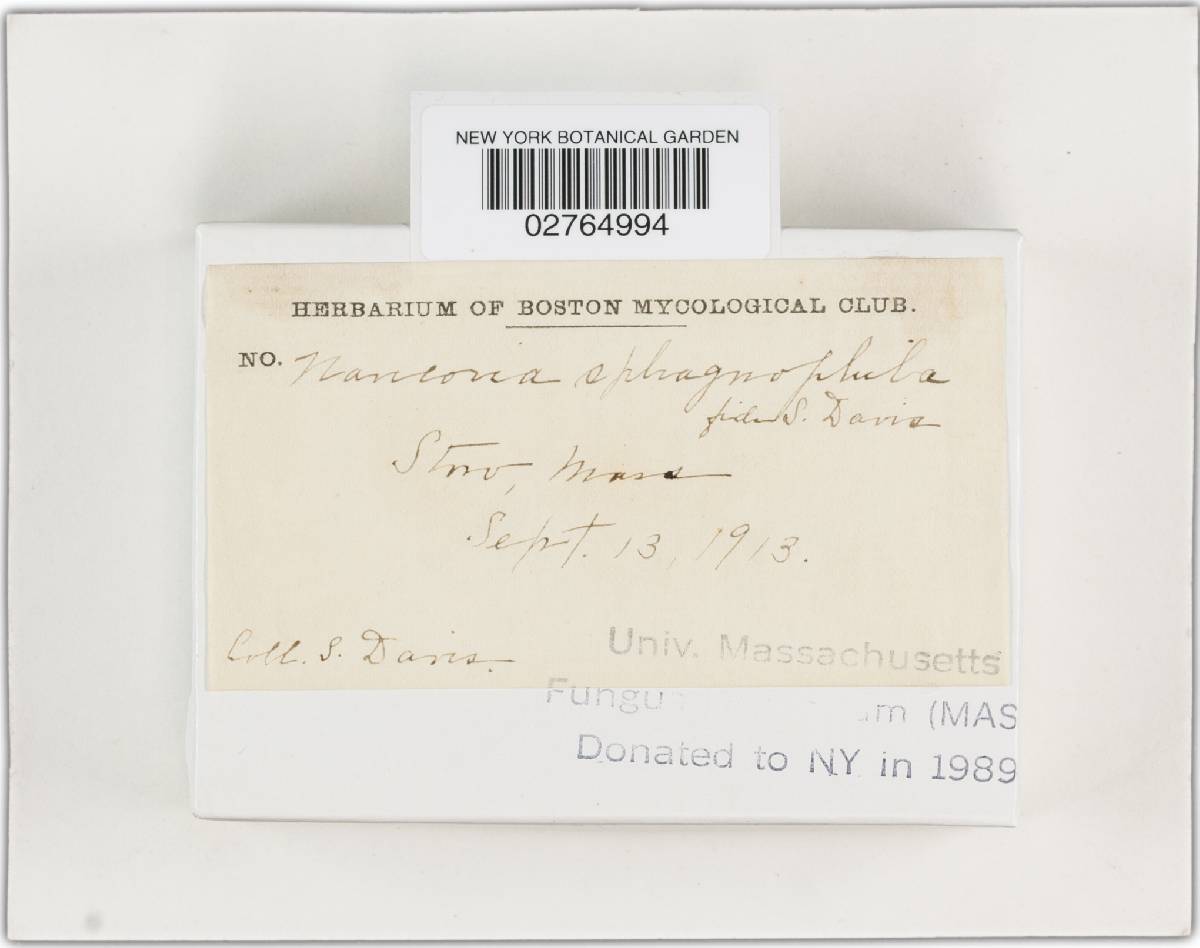 NEW YORK BOTANICAL GARDEN
02764994
HERBARIUM OF BOSTON MYCOLOGICAL CLUB.
NO. Naucoria sphagnophila
fide S. Davis
Stow, Mass
Sept. 13, 1913.
Coll. S. Davis.
Univ. Massachusetts
Fungu um (MAS
Donated to NY in 1989